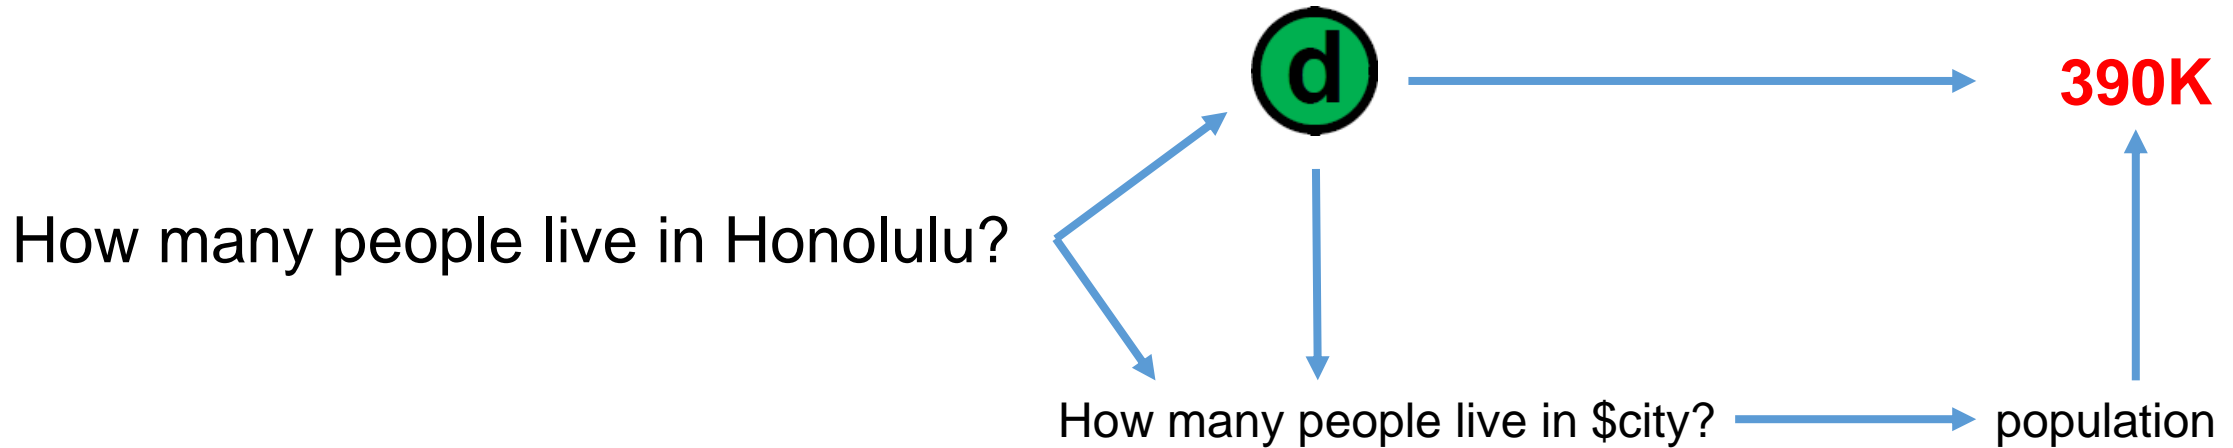 d
390K
How many people live in Honolulu?
How many people live in $city?
population